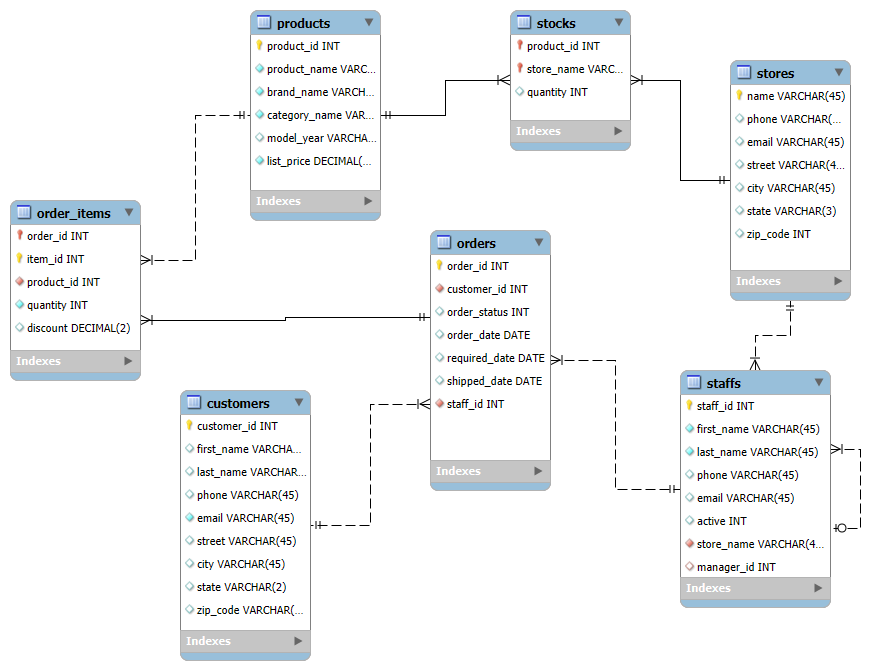 products
product_id INT
product_name VARC...
brand_name VARCH...
category_name VAR...
model_year VARCHA...
list_price DECIMAL(...
Indexes
stocks
product_id INT
store_name VARC...
quantity INT
Indexes
stores
name VARCHAR(45)
phone VARCHAR(...
email VARCHAR(45)
street VARCHAR(4...
city VARCHAR(45)
state VARCHAR(3)
zip_code INT
Indexes
order_items
order_id INT
item_id INT
product_id INT
quantity INT
discount DECIMAL(2)
Indexes
orders
order_id INT
customer_id INT
order_status INT
order_date DATE
required_date DATE
shipped_date DATE
staff_id INT
Indexes
customers
customer_id INT
first_name VARCHA...
last_name VARCHAR...
phone VARCHAR(45)
email VARCHAR(45)
street VARCHAR(45)
city VARCHAR(45)
state VARCHAR(2)
zip_code VARCHAR(...
Indexes
staffs
staff_id INT
first_name VARCHAR(45)
last_name VARCHAR(45)
phone VARCHAR(45)
email VARCHAR(45)
active INT
store_name VARCHAR(4...
manager_id INT
Indexes